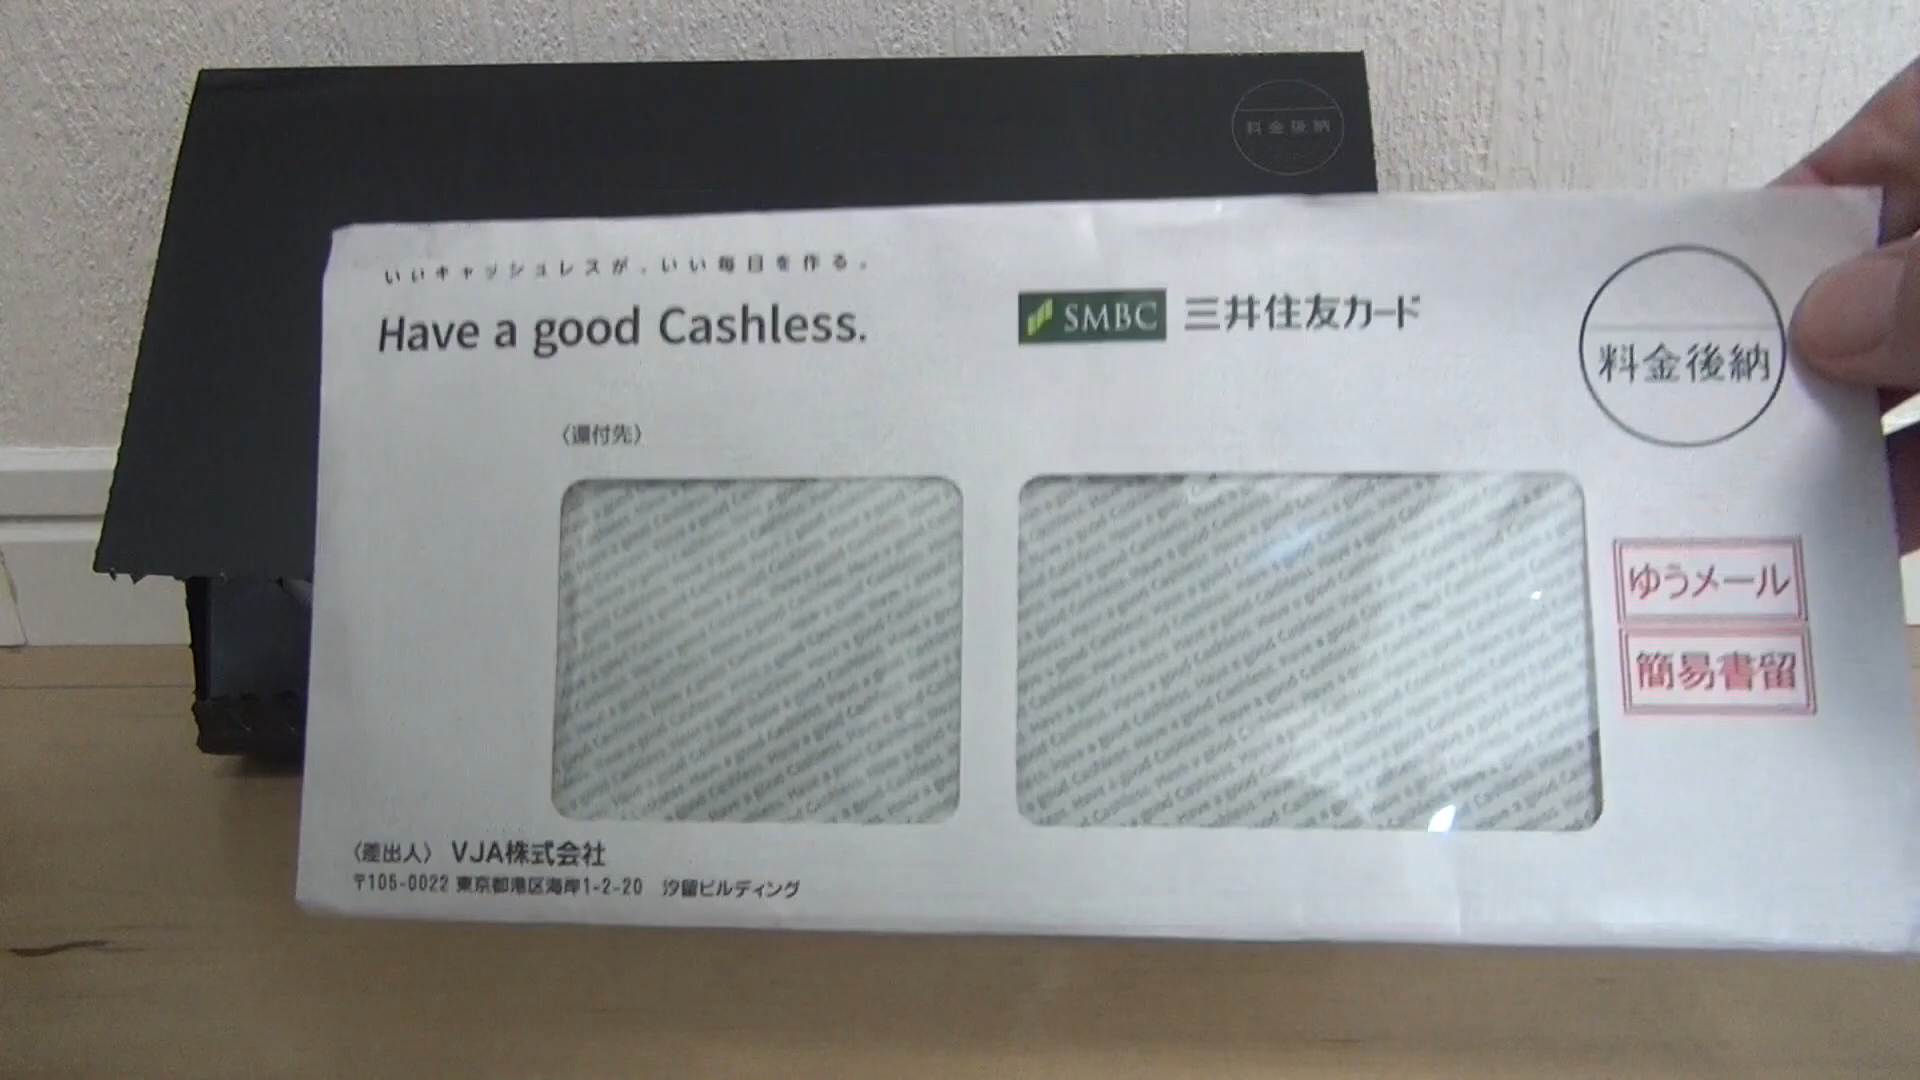 料金後納
いいキャッシュレスが、いい毎日を作る。
Have a good Cashless.
SMBC 三井住友カード
料金後納
〈還付先〉
ゆうメール
簡易書留
〈差出人〉 VJA株式会社
〒105-0022 東京都港区海岸1-2-20 汐留ビルディング